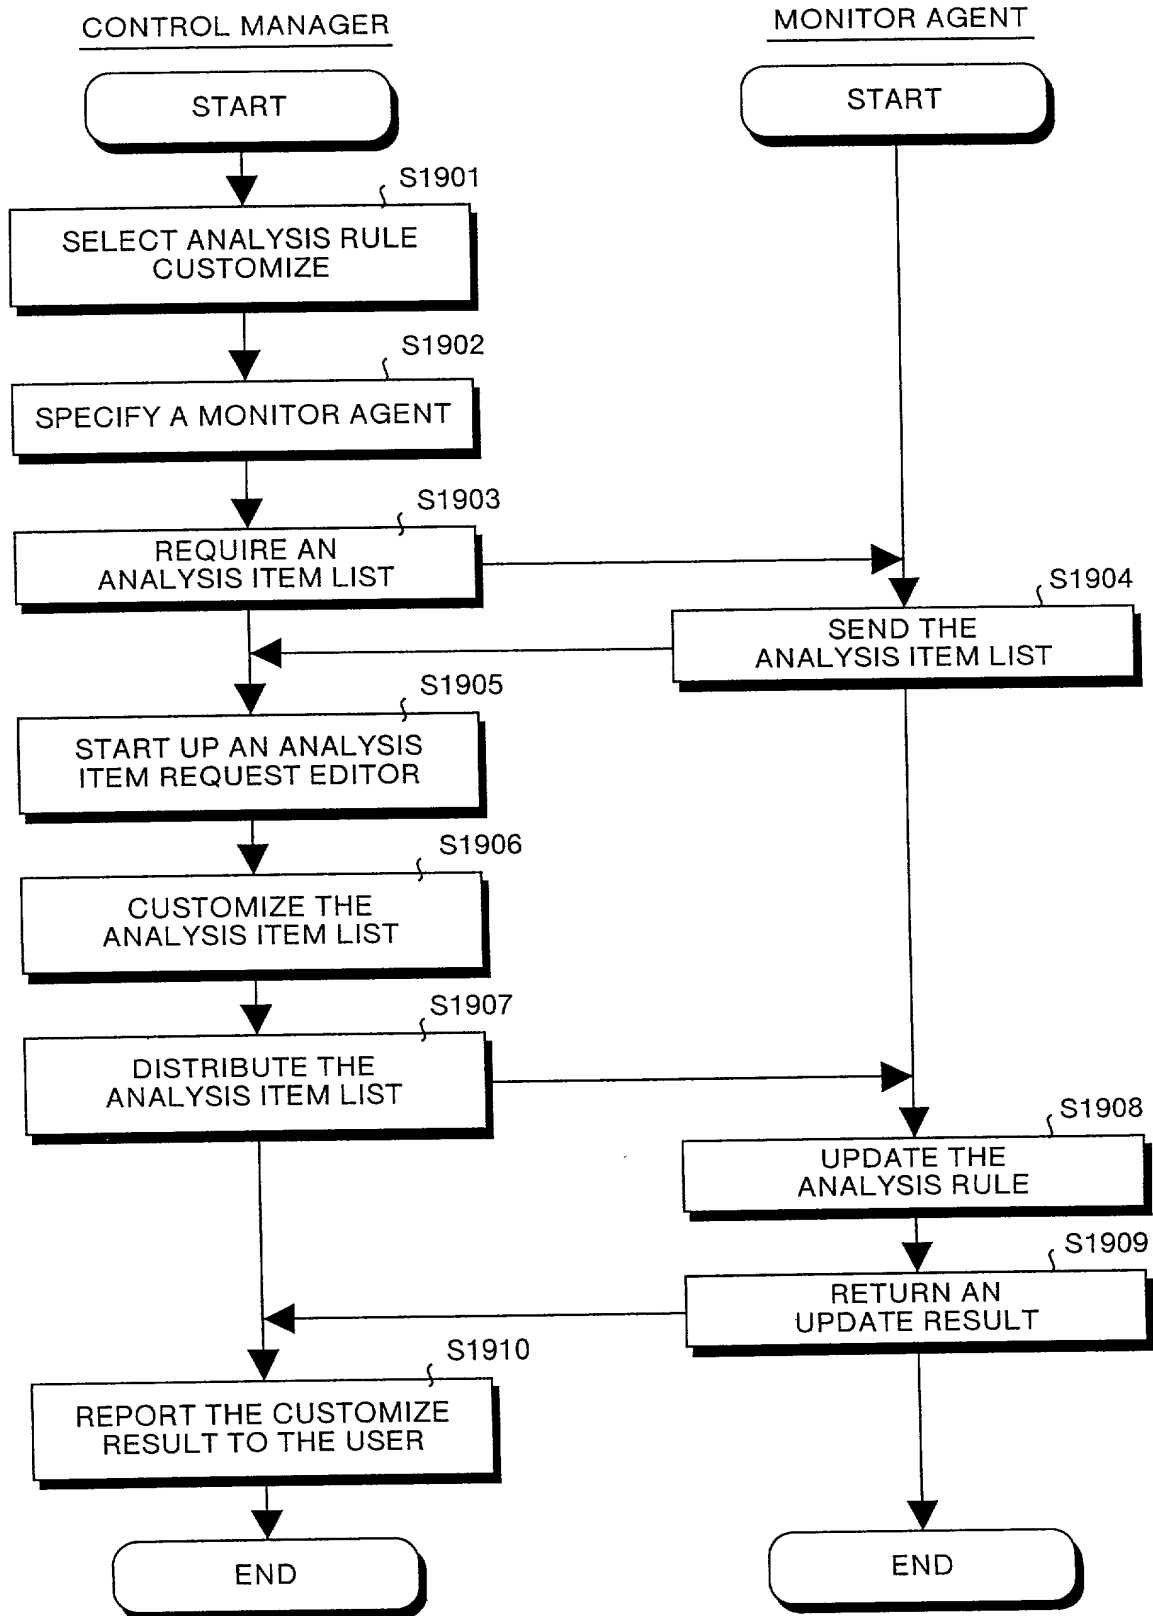 CONTROL MANAGER
MONITOR AGENT
START
START
S1901
SELECT ANALYSIS RULE
CUSTOMIZE
S1902
SPECIFY A MONITOR AGENT
S1903
REQUIRE AN
ANALYSIS ITEM LIST
S1904
SEND THE
ANALYSIS ITEM LIST
S1905
START UP AN ANALYSIS
ITEM REQUEST EDITOR
S1906
CUSTOMIZE THE
ANALYSIS ITEM LIST
S1907
DISTRIBUTE THE
ANALYSIS ITEM LIST
S1908
UPDATE THE
ANALYSIS RULE
S1909
RETURN AN
UPDATE RESULT
S1910
REPORT THE CUSTOMIZE
RESULT TO THE USER
END
END